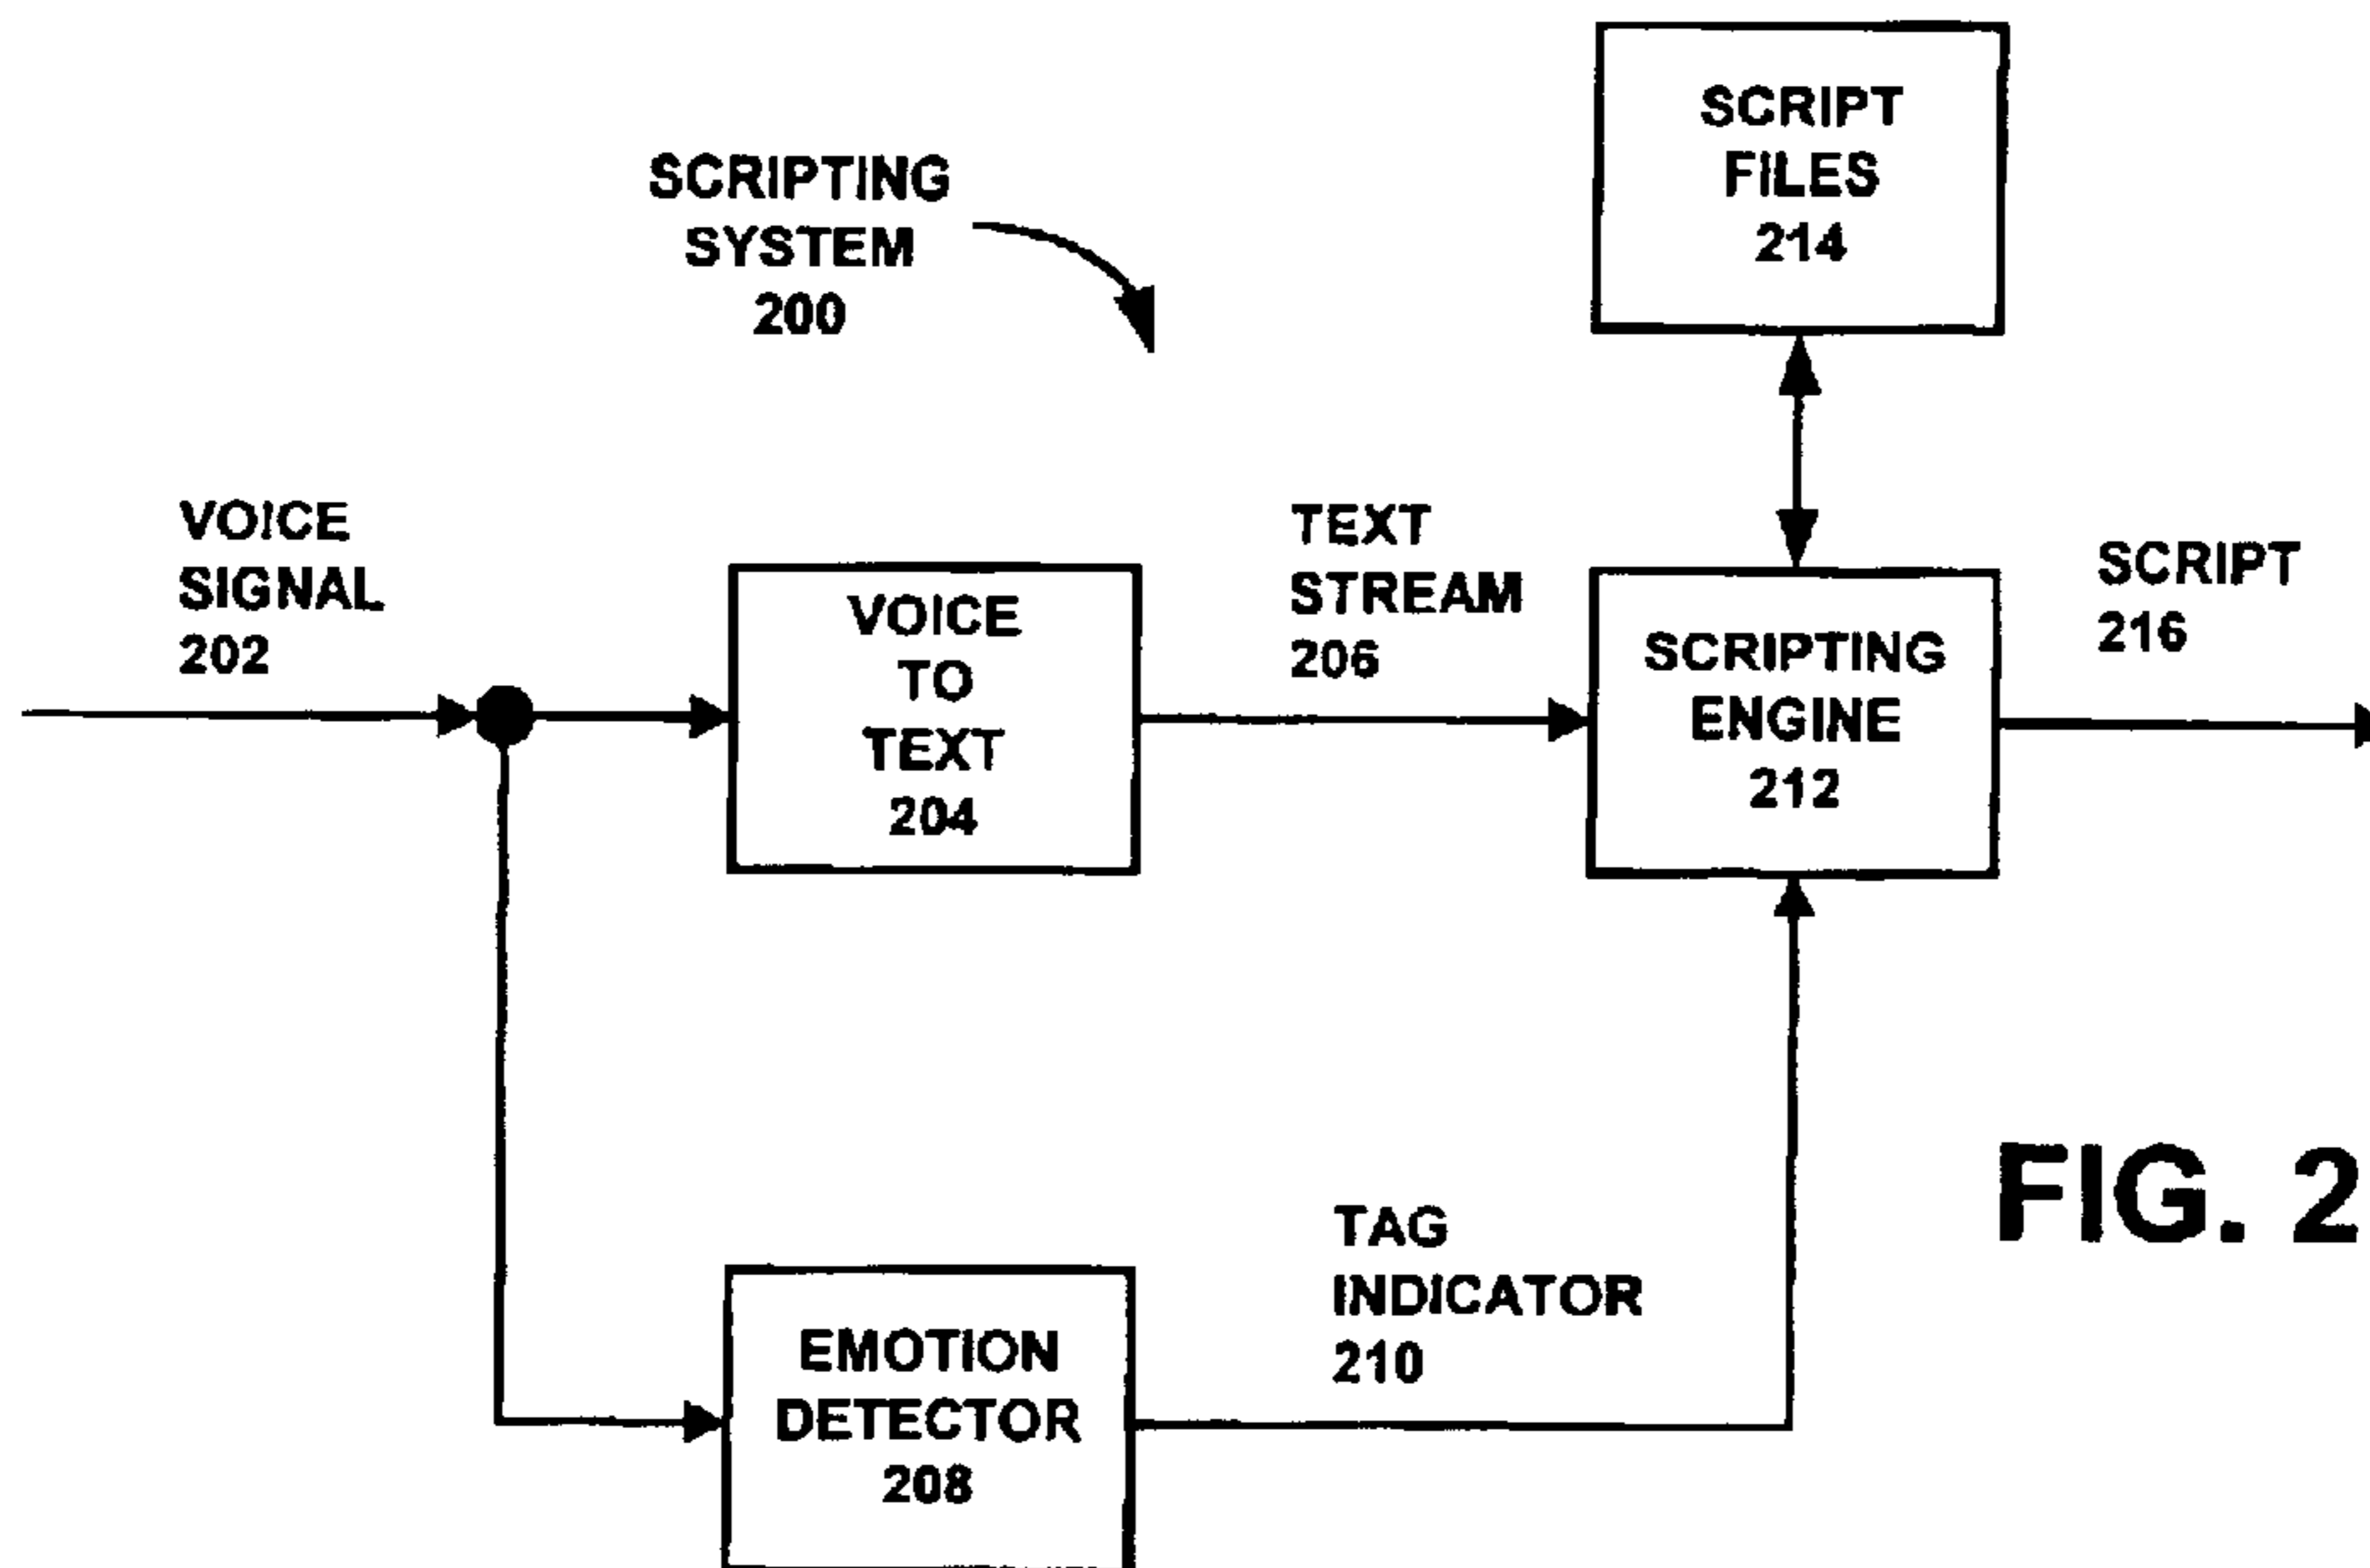 SCRIPT
FILES
214
SCRIPTING
SYSTEM
200
VOICE
SIGNAL
202
VOICE
TO
TEXT
204
TEXT
STREAM
206
SCRIPTING
ENGINE
212
SCRIPT
216
EMOTION
DETECTOR
208
TAG
INDICATOR
210
FIG. 2